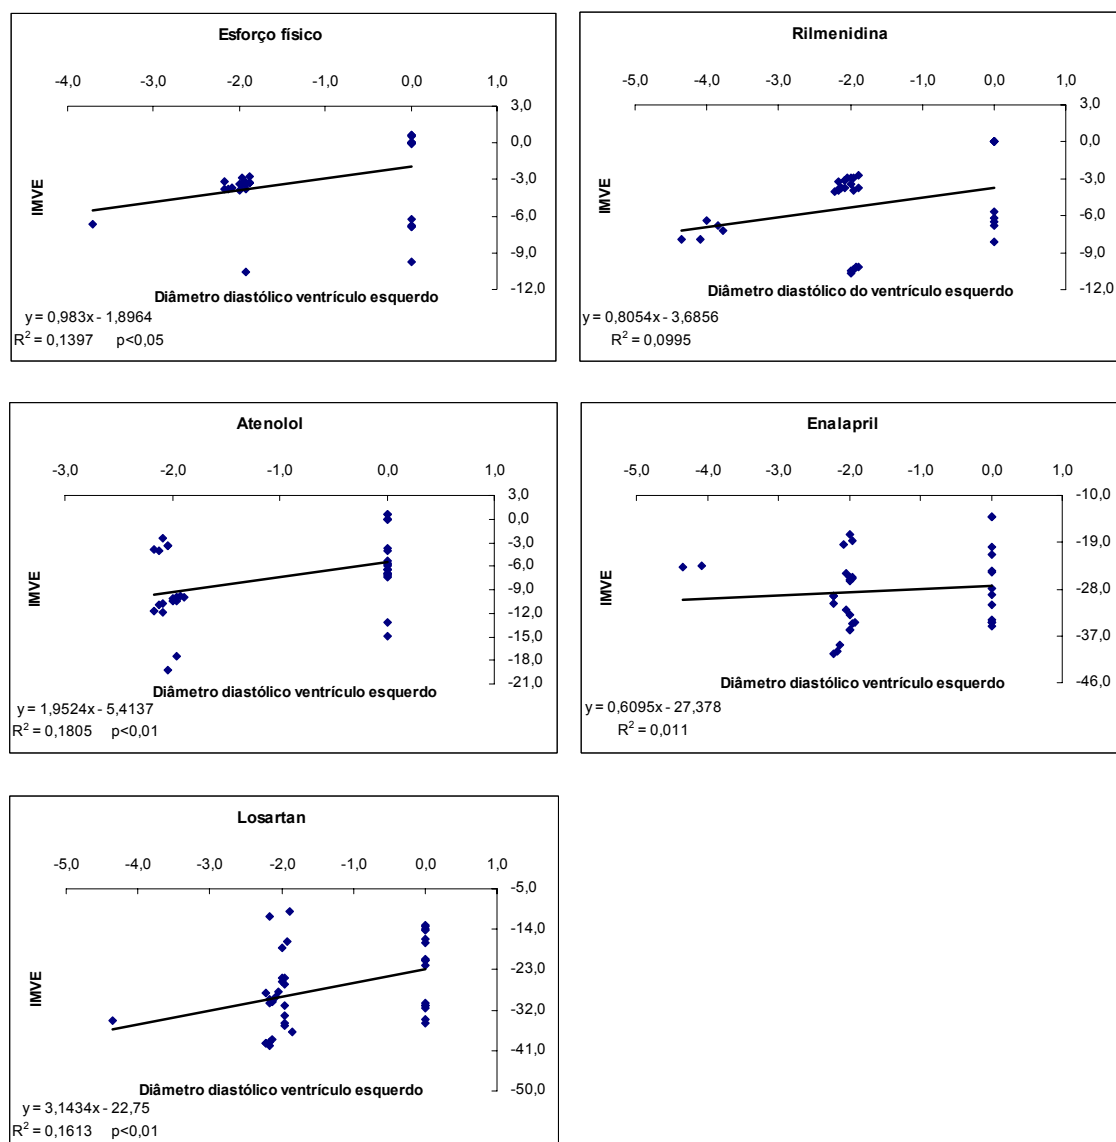 Esforço físico
-4,0 -3,0 -2,0 -1,0 0,0 1,0
3,0
0,0
-3,0
-6,0
-9,0
-12,0
IMVE
Diâmetro diastólico ventrículo esquerdo
y = 0,983x - 1,8964
R² = 0,1397 p<0,05
Rilmenidina
-5,0 -4,0 -3,0 -2,0 -1,0 0,0 1,0
3,0
0,0
-3,0
-6,0
-9,0
-12,0
IMVE
Diâmetro diastólico do ventrículo esquerdo
y = 0,8054x - 3,6856
R² = 0,0995
Atenolol
-3,0 -2,0 -1,0 0,0 1,0
3,0
0,0
-3,0
-6,0
-9,0
-12,0
-15,0
-18,0
-21,0
IMVE
Diâmetro diastólico ventrículo esquerdo
y = 1,9524x - 5,4137
R² = 0,1805 p<0,01
Enalapril
-5,0 -4,0 -3,0 -2,0 -1,0 0,0 1,0
-10,0
-19,0
-28,0
-37,0
-46,0
IMVE
Diâmetro diastólico ventrículo esquerdo
y = 0,6095x - 27,378
R² = 0,011
Losartan
-5,0 -4,0 -3,0 -2,0 -1,0 0,0 1,0
-5,0
-14,0
-23,0
-32,0
-41,0
-50,0
IMVE
Diâmetro diastólico ventrículo esquerdo
y = 3,1434x - 22,75
R² = 0,1613 p<0,01